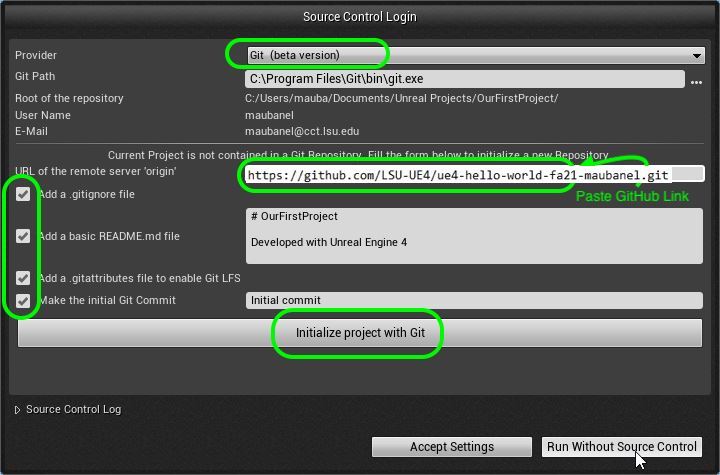 Source Control Login
Provider Git (beta version)
Git Path C:\Program Files\Git\bin\git.exe ...
Root of the repository C:/Users/mauba/Documents/Unreal Projects/OurFirstProject/
User Name maubanel
E-Mail maubanel@cct.lsu.edu
Current Project is not contained in a Git Repository. Fill the form below to initialize a new Repository.
URL of the remote server 'origin' https://github.com/LSU-UE4/ue4-hello-world-fa21-maubanel.git
Paste GitHub Link
Add a .gitignore file
# OurFirstProject
Add a basic README.md file
Developed with Unreal Engine 4
Add a .gitattributes file to enable Git LFS
Make the initial Git Commit Initial commit
Initialize project with Git
Source Control Log
Accept Settings Run Without Source Control